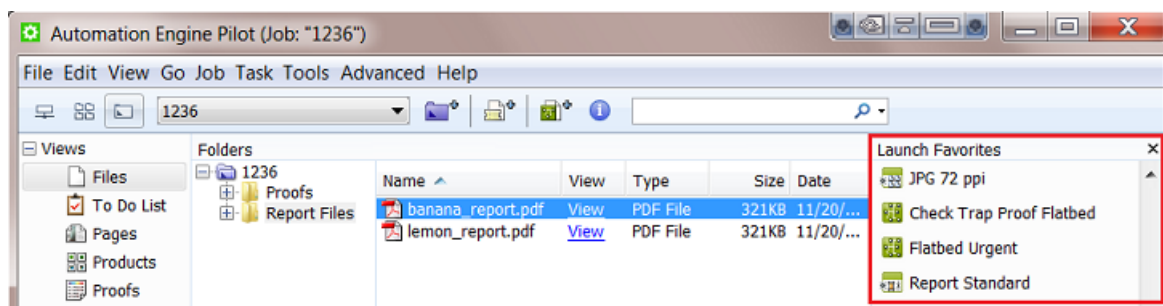 Automation Engine Pilot (Job: "1236")
File Edit View Go Job Task Tools Advanced Help
1236
Views
Files
To Do List
Pages
Products
Proofs
Folders
1236
Proofs
Report Files
Name View Type Size Date
banana_report.pdf View PDF File 321KB 11/20/...
lemon_report.pdf View PDF File 321KB 11/20/...
Launch Favorites
JPG 72 ppi
Check Trap Proof Flatbed
Flatbed Urgent
Report Standard